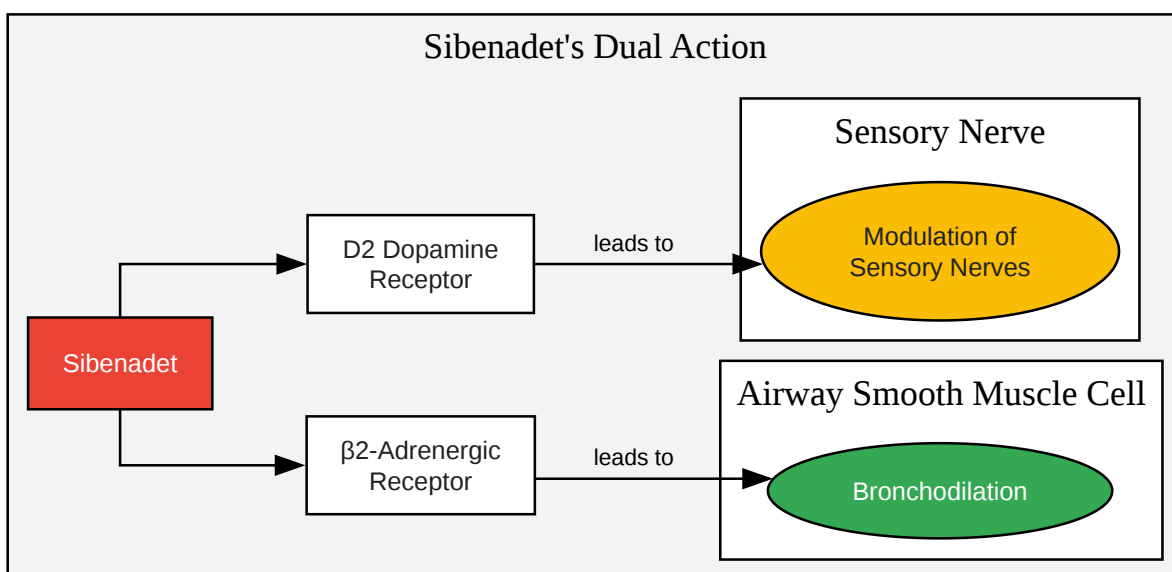 Sibenadet's Dual Action
Sensory Nerve
Modulation of
Sensory Nerves
D2 Dopamine
Receptor
leads to
Sibenadet
Airway Smooth Muscle Cell
β2-Adrenergic
Receptor
leads to
Bronchodilation